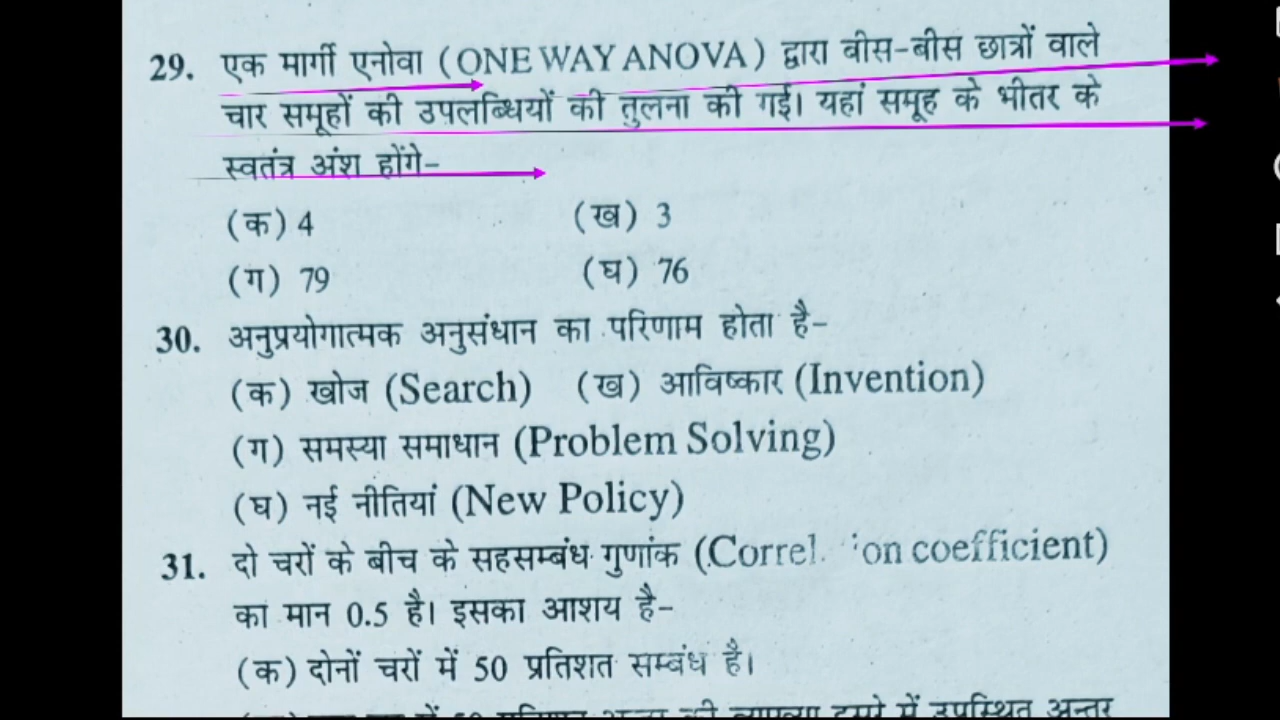 29. एक मार्गी एनोवा (ONE WAY ANOVA) द्वारा बीस-बीस छात्रों वाले
चार समूहों की उपलब्धियों की तुलना की गई। यहां समूह के भीतर के
स्वतंत्र अंश होंगे-
(क) 4 (ख) 3
(ग) 79 (घ) 76
30. अनुप्रयोगात्मक अनुसंधान का परिणाम होता है-
(क) खोज (Search) (ख) आविष्कार (Invention)
(ग) समस्या समाधान (Problem Solving)
(घ) नई नीतियां (New Policy)
31. दो चरों के बीच के सहसम्बंध गुणांक coefficient)
का मान 0.5 है। इसका आशय है-
(क) दोनों चरों में 50 प्रतिशत सम्बंध है।